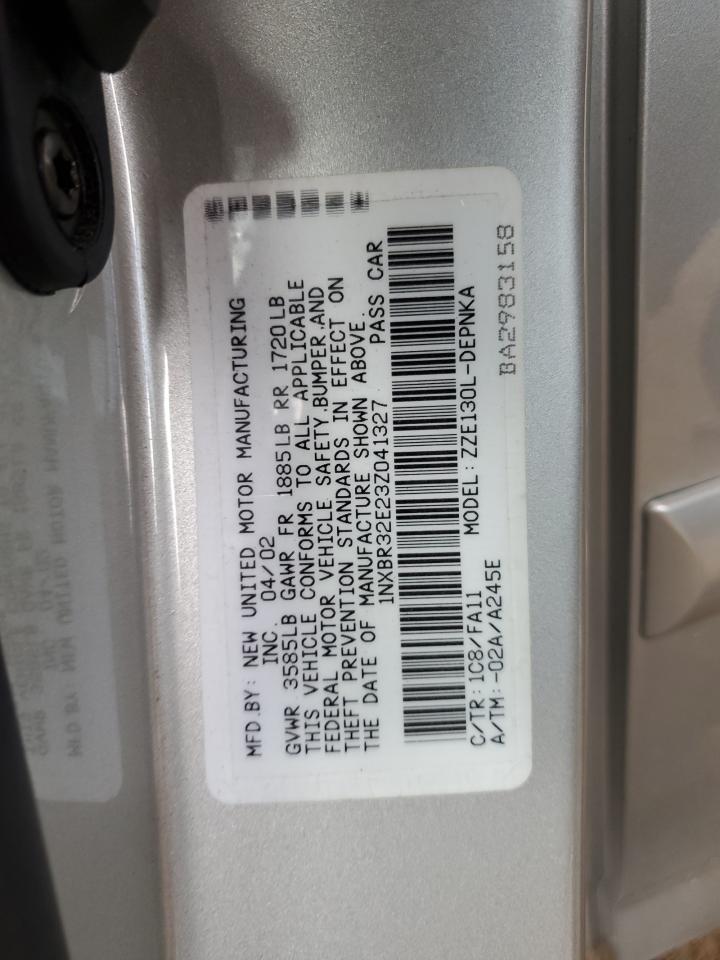 MFD.BY: NEW UNITED MOTOR MANUFACTURING
INC. 04/02
GVWR 3585LB GAWR FR 1885LB RR 1720LB
THIS VEHICLE CONFORMS TO ALL APPLICABLE
FEDERAL MOTOR VEHICLE SAFETY,BUMPER,AND
THEFT PREVENTION STANDARDS IN EFFECT ON
THE DATE OF MANUFACTURE SHOWN ABOVE.
1NXBR32E23Z041327 PASS CAR
C/TR:1C8/FA11 MODEL:ZZE130L-DEPNKA
A/TM:-02A/A245E
BA2983158